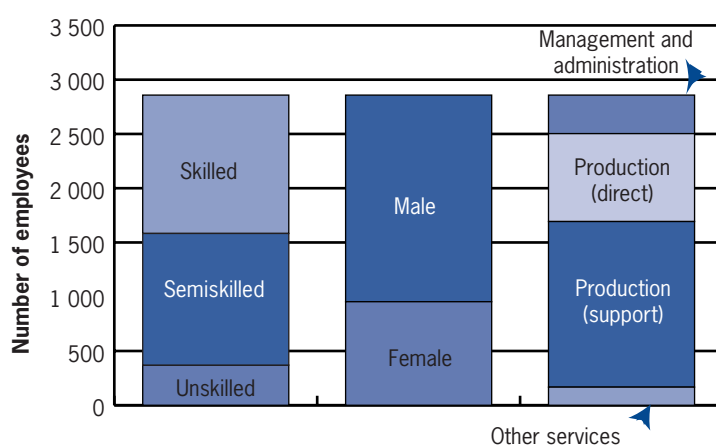 Number of employees
3 500
3 000
2 500
2 000
1 500
1 000
500
0
Skilled
Semiskilled
Unskilled
Male
Female
Management and
administration
Production
(direct)
Production
(support)
Other services